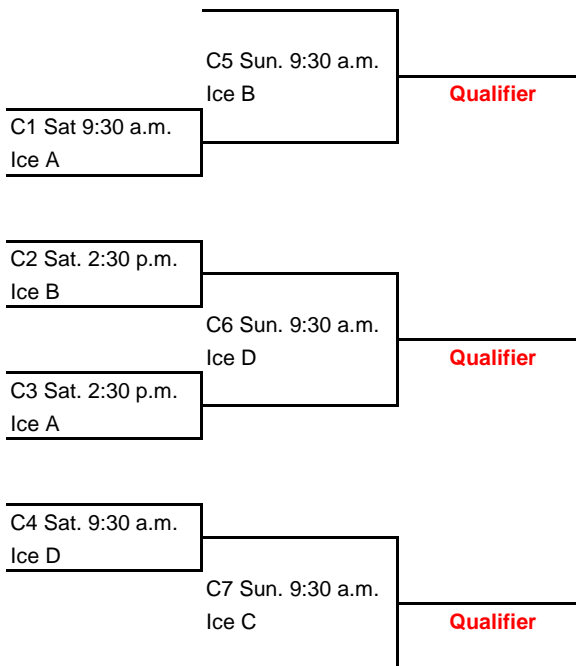 C5 Sun. 9:30 a.m.
Ice B
Qualifier
C1 Sat 9:30 a.m.
Ice A
C2 Sat. 2:30 p.m.
Ice B
C6 Sun. 9:30 a.m.
Ice D
Qualifier
C3 Sat. 2:30 p.m.
Ice A
C4 Sat. 9:30 a.m.
Ice D
C7 Sun. 9:30 a.m.
Ice C
Qualifier